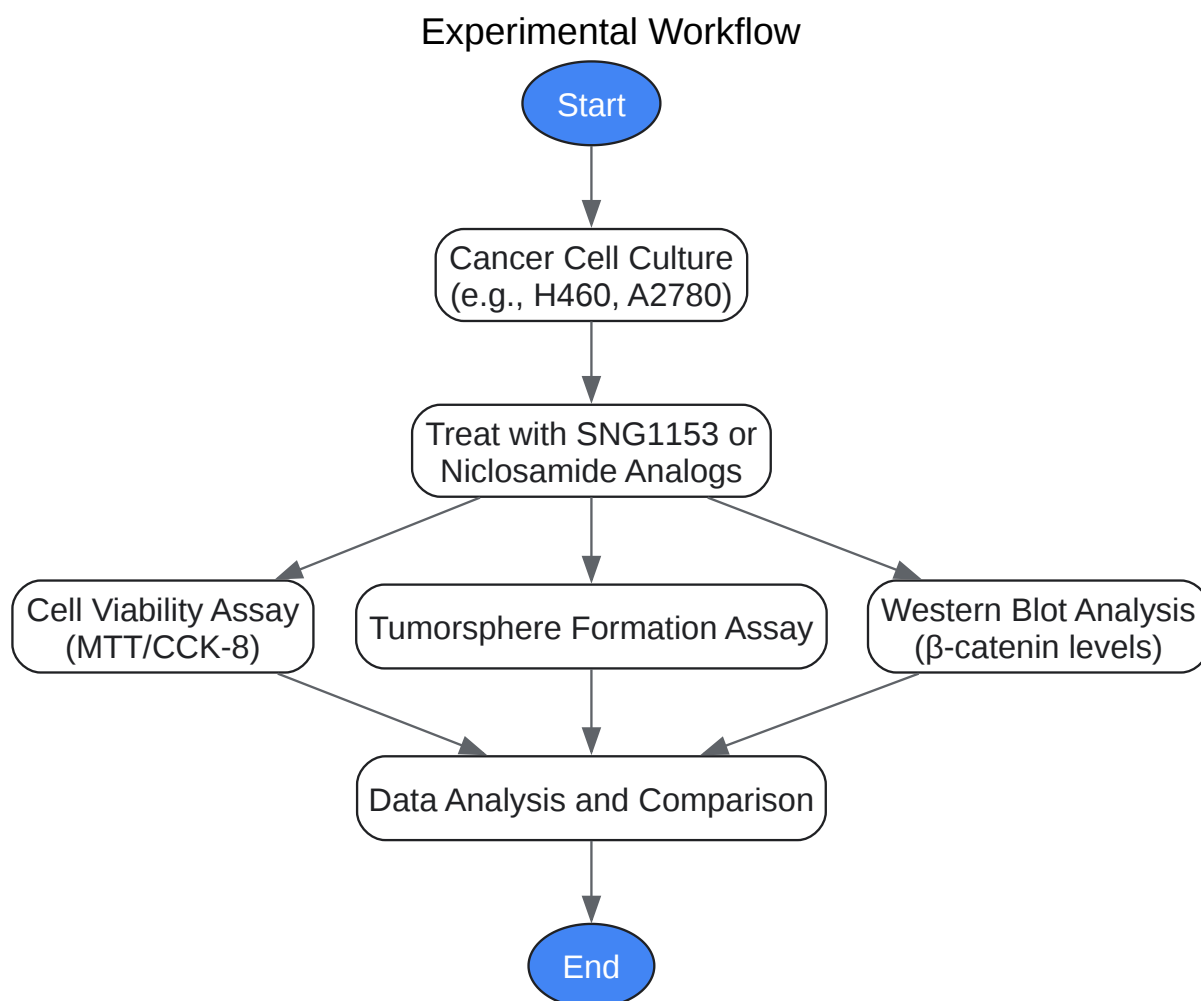 Experimental Workflow
Start
Cancer Cell Culture
(e.g., H460, A2780)
Treat with SNG1153 or
Niclosamide Analogs
Cell Viability Assay
(MTT/CCK-8)
Tumorsphere Formation Assay
Western Blot Analysis
(β-catenin levels)
Data Analysis and Comparison
End